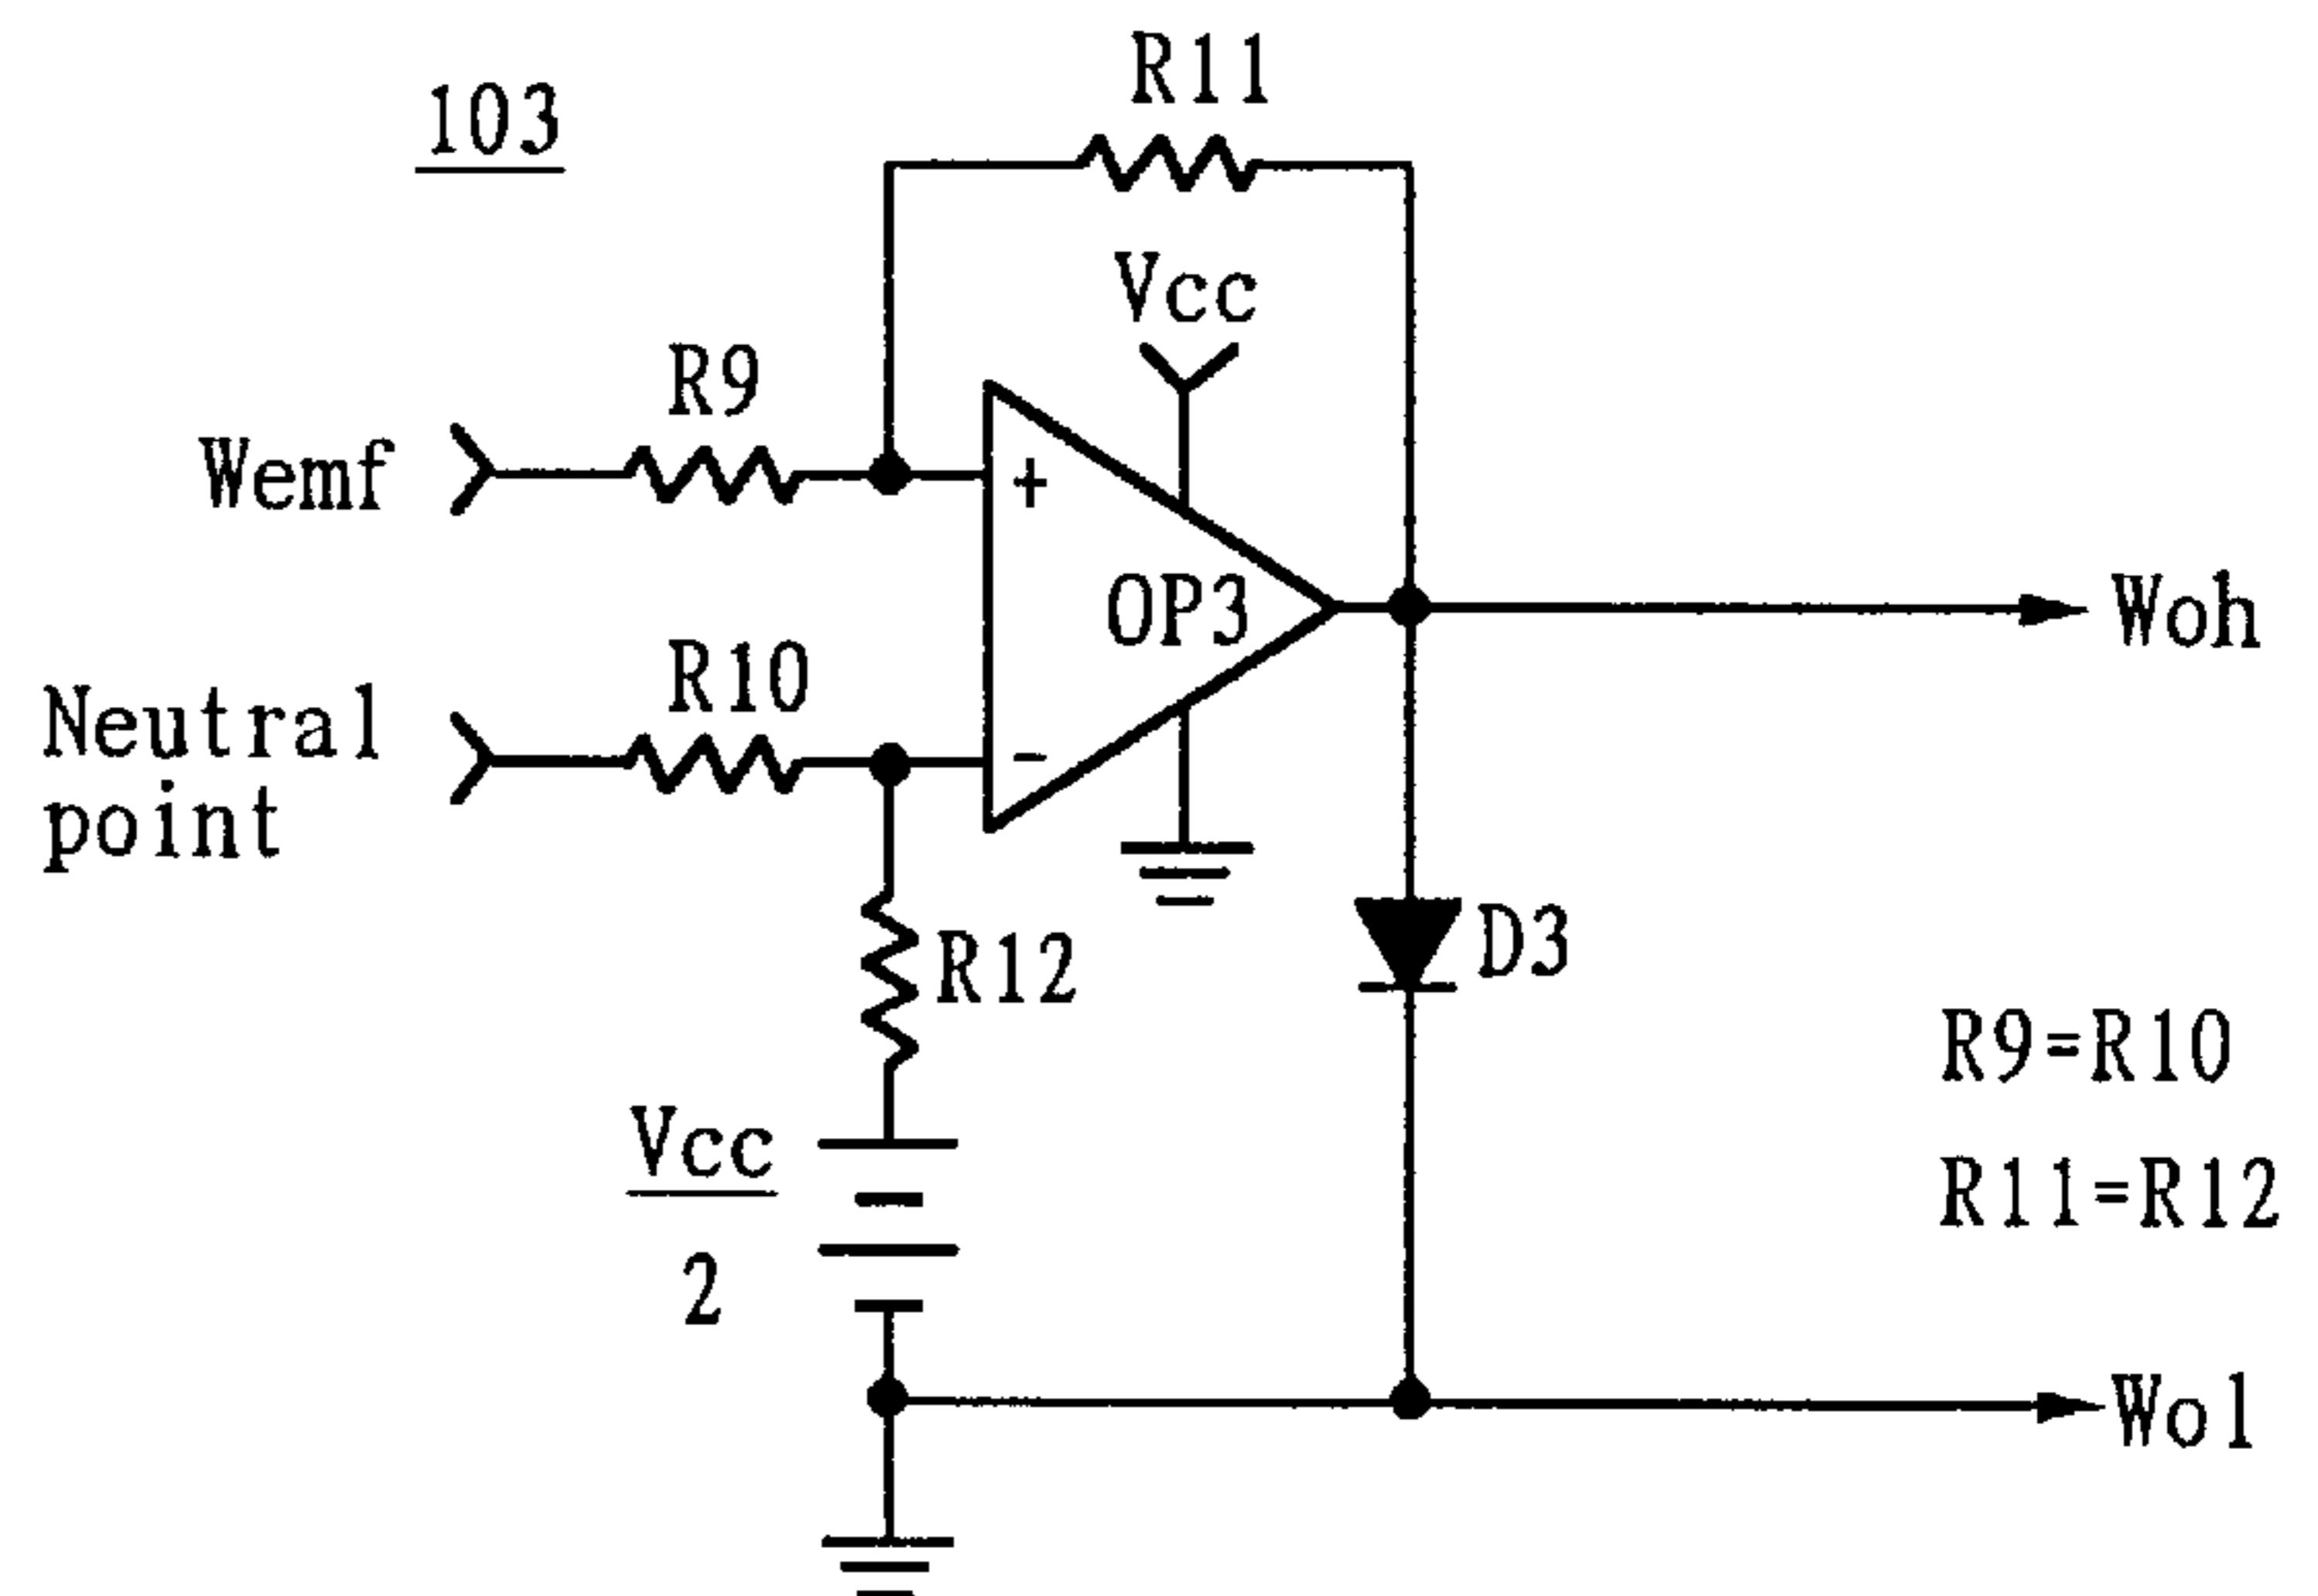 103
R11
Vcc
R9
Wemf
+
OP3
Woh
R10
Neutral
point
-
R12
D3
Vcc
2
R9=R10
R11=R12
Wol